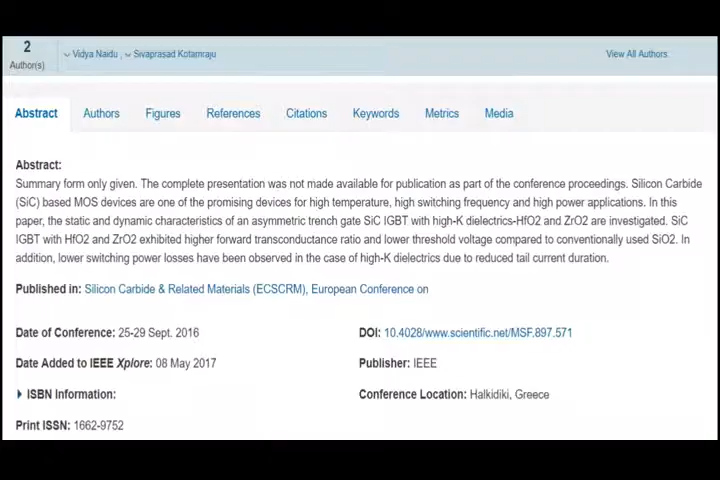 2
Author(s)
Vidya Naidu , Sivaprasad Kotamraju
View All Authors
Abstract Authors Figures References Citations Keywords Metrics Media
Abstract:
Summary form only given. The complete presentation was not made available for publication as part of the conference proceedings. Silicon Carbide
(SiC) based MOS devices are one of the promising devices for high temperature, high switching frequency and high power applications. In this
paper, the static and dynamic characteristics of an asymmetric trench gate SiC IGBT with high-K dielectrics-HfO2 and ZrO2 are investigated. SiC
IGBT with HfO2 and ZrO2 exhibited higher forward transconductance ratio and lower threshold voltage compared to conventionally used SiO2. In
addition, lower switching power losses have been observed in the case of high-K dielectrics due to reduced tail current duration.
Published in: Silicon Carbide & Related Materials (ECSCRM), European Conference on
Date of Conference: 25-29 Sept. 2016
DOI: 10.4028/www.scientific.net/MSF.897.571
Date Added to IEEE Xplore: 08 May 2017
Publisher: IEEE
ISBN Information:
Conference Location: Halkidiki, Greece
Print ISSN: 1662-9752